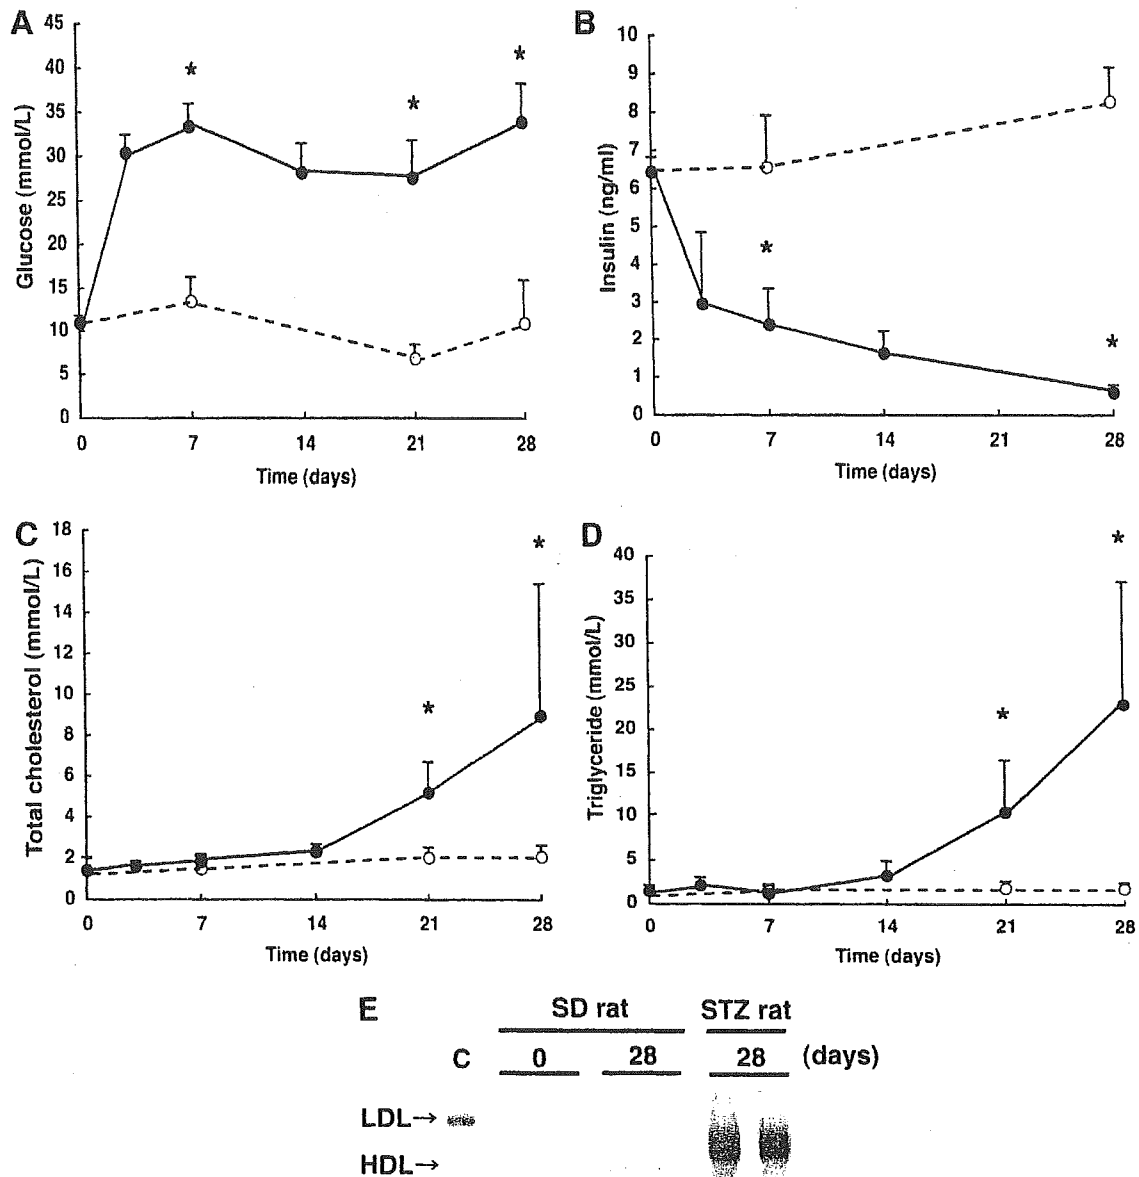 A
45
40
35
30
25
20
15
10
5
0
Glucose (mmol/L)
*
*
*
0 7 14 21 28
Time (days)
B
10
9
8
7
6
5
4
3
2
1
0
Insulin (ng/ml)
*
*
0 7 14 21 28
Time (days)
C
18
16
14
12
10
8
6
4
2
0
Total cholesterol (mmol/L)
*
*
0 7 14 21 28
Time (days)
D
40
35
30
25
20
15
10
5
0
Triglyceride (mmol/L)
*
*
0 7 14 21 28
Time (days)
E
SD rat STZ rat
C 0 28 28 (days)
LDL→
HDL→